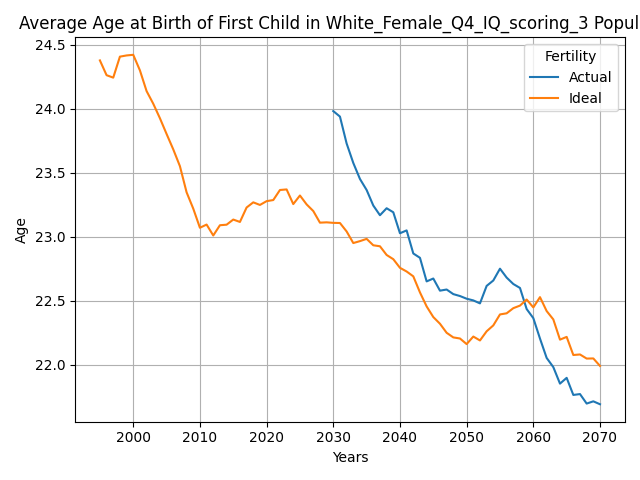 Average Age at Birth of First Child in White_Female_Q4_IQ_scoring_3 Popul
24.5
24.0
23.5
23.0
22.5
22.0
Age
Fertility
Actual
Ideal
2000 2010 2020 2030 2040 2050 2060 2070
Years